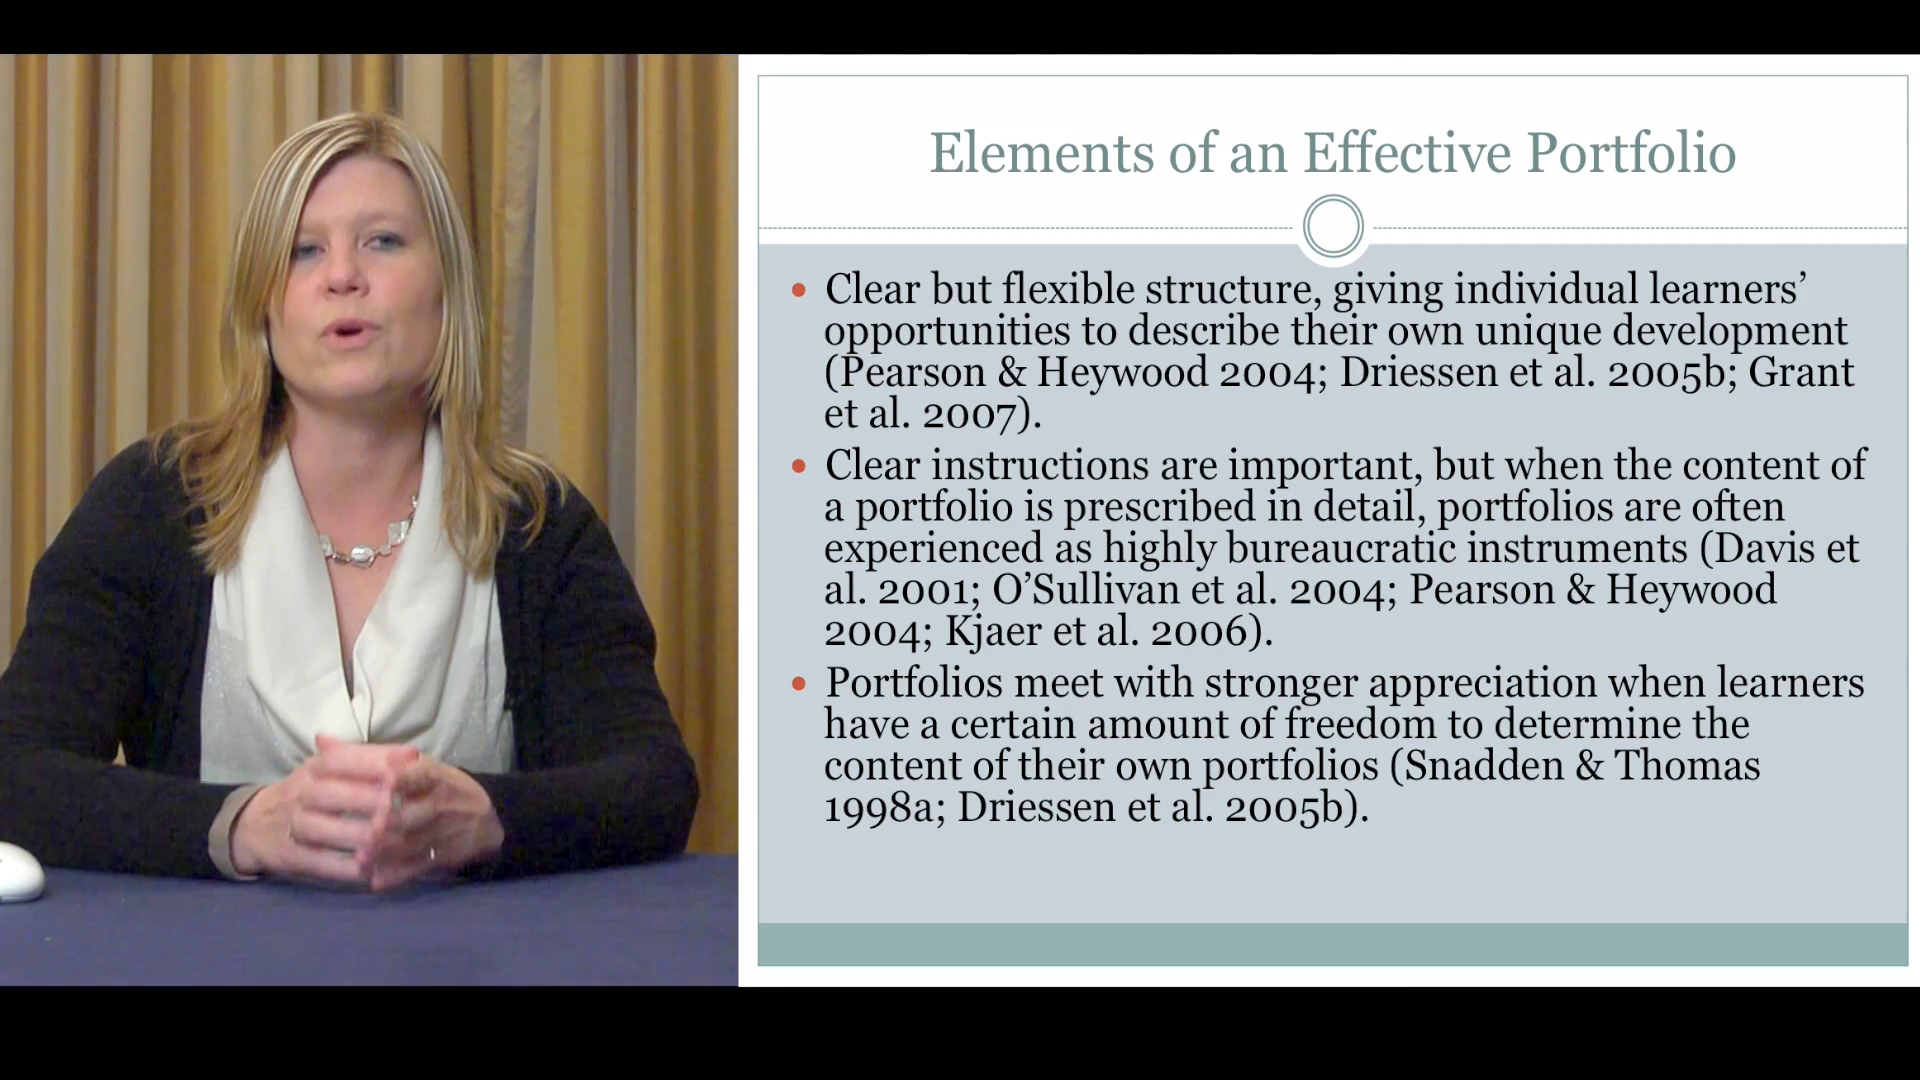 Elements of an Effective Portfolio
• Clear but flexible structure, giving individual learners’
opportunities to describe their own unique development
(Pearson & Heywood 2004; Driessen et al. 2005b; Grant
et al. 2007).
• Clear instructions are important, but when the content of
a portfolio is prescribed in detail, portfolios are often
experienced as highly bureaucratic instruments (Davis et
al. 2001; O’Sullivan et al. 2004; Pearson & Heywood
2004; Kjaer et al. 2006).
• Portfolios meet with stronger appreciation when learners
have a certain amount of freedom to determine the
content of their own portfolios (Snadden & Thomas
1998a; Driessen et al. 2005b).